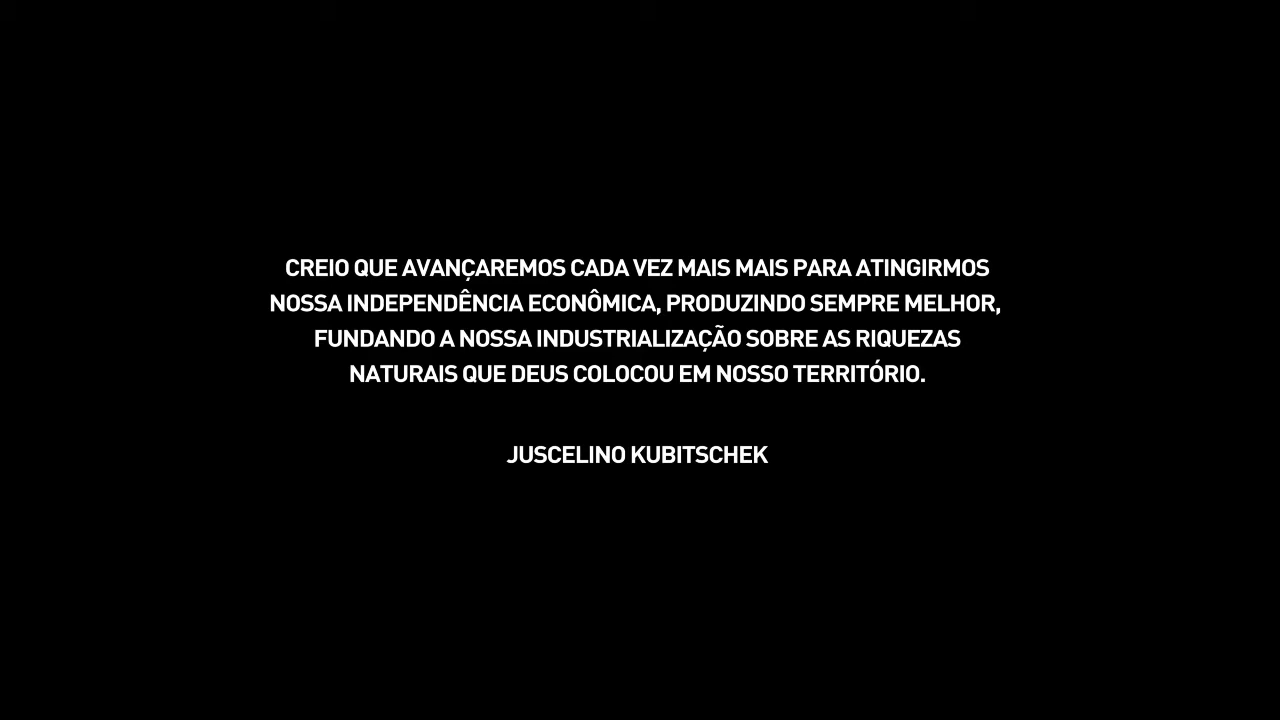 CREIO QUE AVANÇAREMOS CADA VEZ MAIS MAIS PARA ATINGIRMOS
NOSSA INDEPENDÊNCIA ECONÔMICA, PRODUZINDO SEMPRE MELHOR,
FUNDANDO A NOSSA INDUSTRIALIZAÇÃO SOBRE AS RIQUEZAS
NATURAIS QUE DEUS COLOCOU EM NOSSO TERRITÓRIO.
JUSCELINO KUBITSCHEK